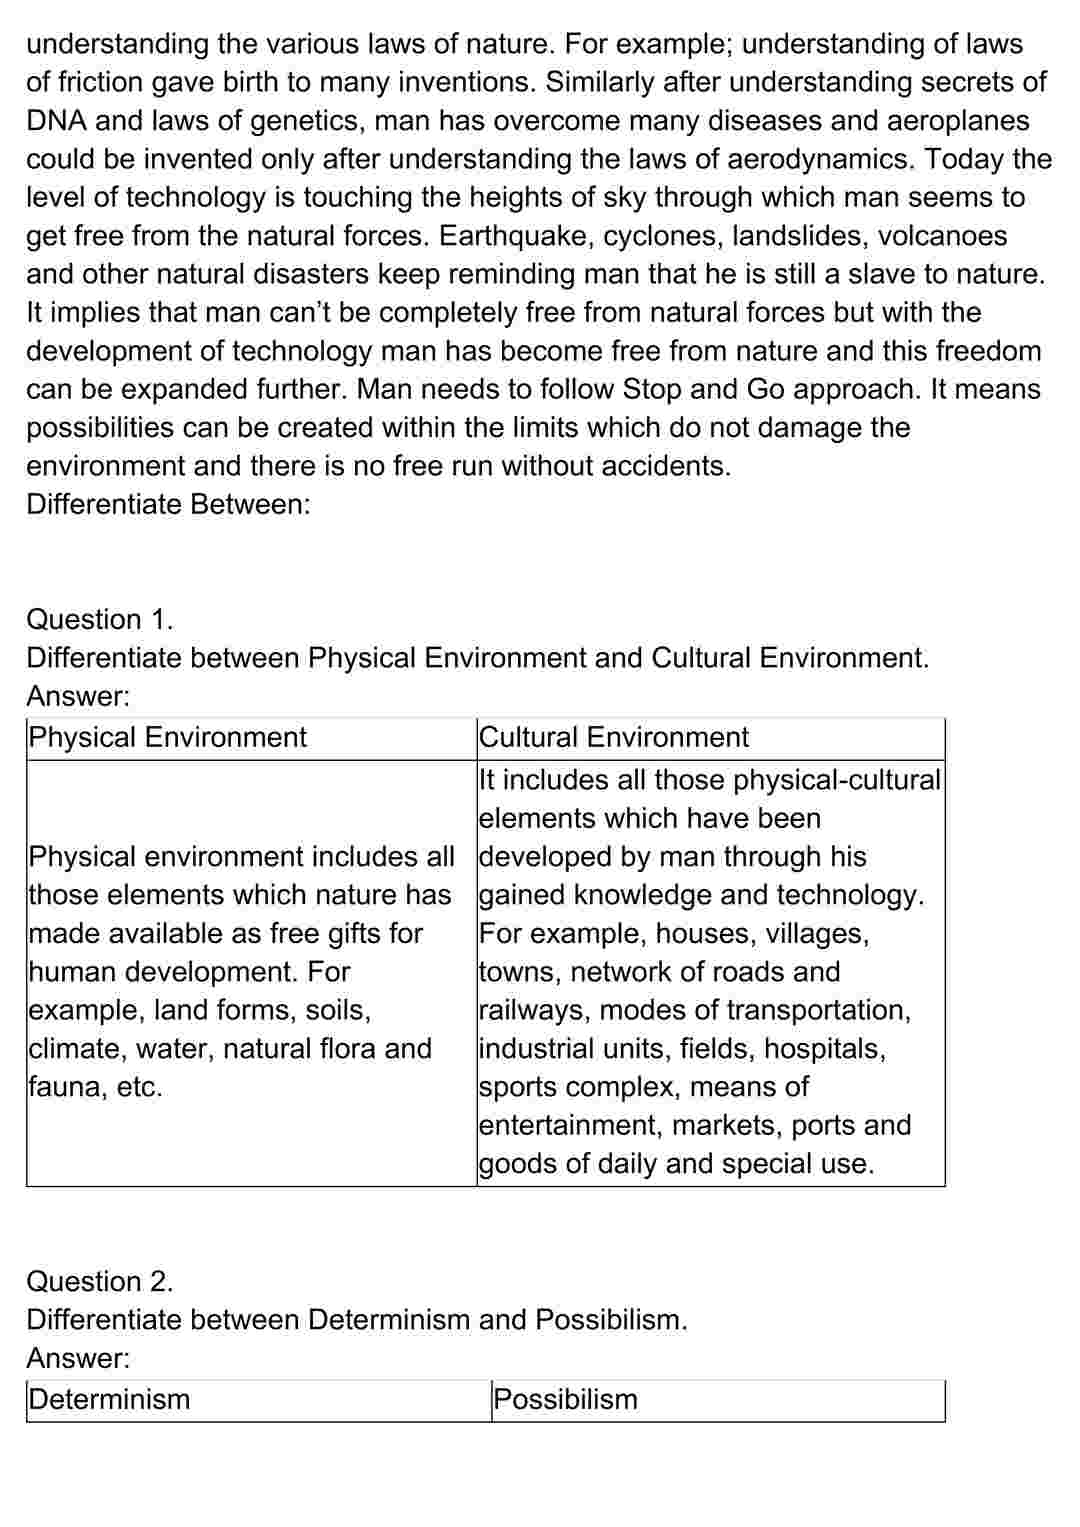 understanding the various laws of nature. For example; understanding of laws
of friction gave birth to many inventions. Similarly after understanding secrets of
DNA and laws of genetics, man has overcome many diseases and aeroplanes
could be invented only after understanding the laws of aerodynamics. Today the
level of technology is touching the heights of sky through which man seems to
get free from the natural forces. Earthquake, cyclones, landslides, volcanoes
and other natural disasters keep reminding man that he is still a slave to nature.
It implies that man can’t be completely free from natural forces but with the
development of technology man has become free from nature and this freedom
can be expanded further. Man needs to follow Stop and Go approach. It means
possibilities can be created within the limits which do not damage the
environment and there is no free run without accidents.
Differentiate Between:
Question 1.
Differentiate between Physical Environment and Cultural Environment.
Answer:
Physical Environment
Cultural Environment
Physical environment includes all
those elements which nature has
made available as free gifts for
human development. For
example, land forms, soils,
climate, water, natural flora and
fauna, etc.
It includes all those physical-cultural
elements which have been
developed by man through his
gained knowledge and technology.
For example, houses, villages,
towns, network of roads and
railways, modes of transportation,
industrial units, fields, hospitals,
sports complex, means of
entertainment, markets, ports and
goods of daily and special use.
Question 2.
Differentiate between Determinism and Possibilism.
Answer:
Determinism
Possibilism